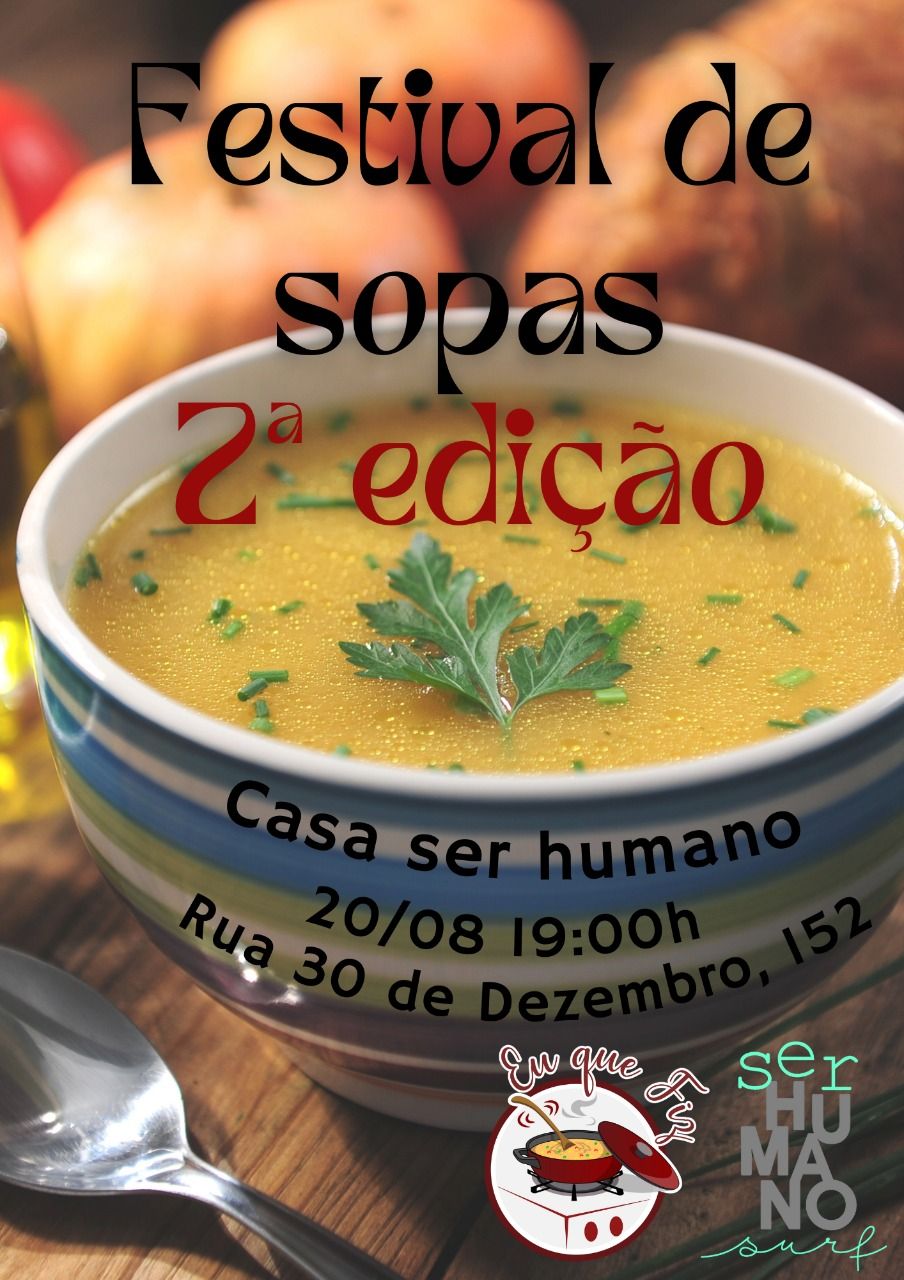 Festival de
sopas
2ª edição
Casa ser humano
20/08 19:00h
Rua 30 de Dezembro, 152
Eu que Fiz
ser
HU
MA
NO
surf